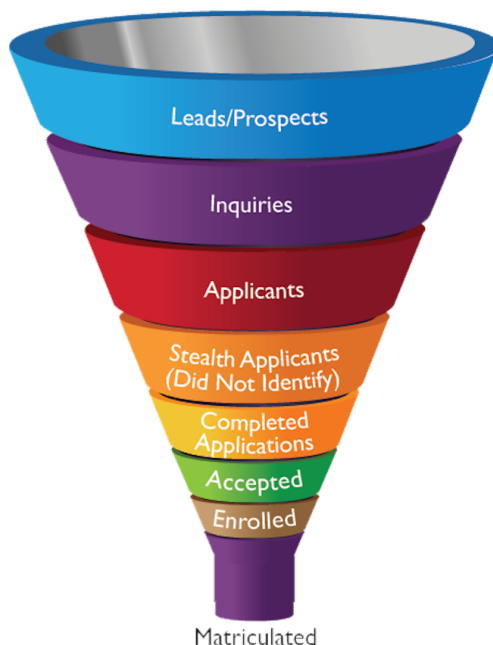 Leads/Prospects
Inquiries
Applicants
Stealth Applicants
(Did Not Identify)
Completed
Applications
Accepted
Enrolled
Matriculated